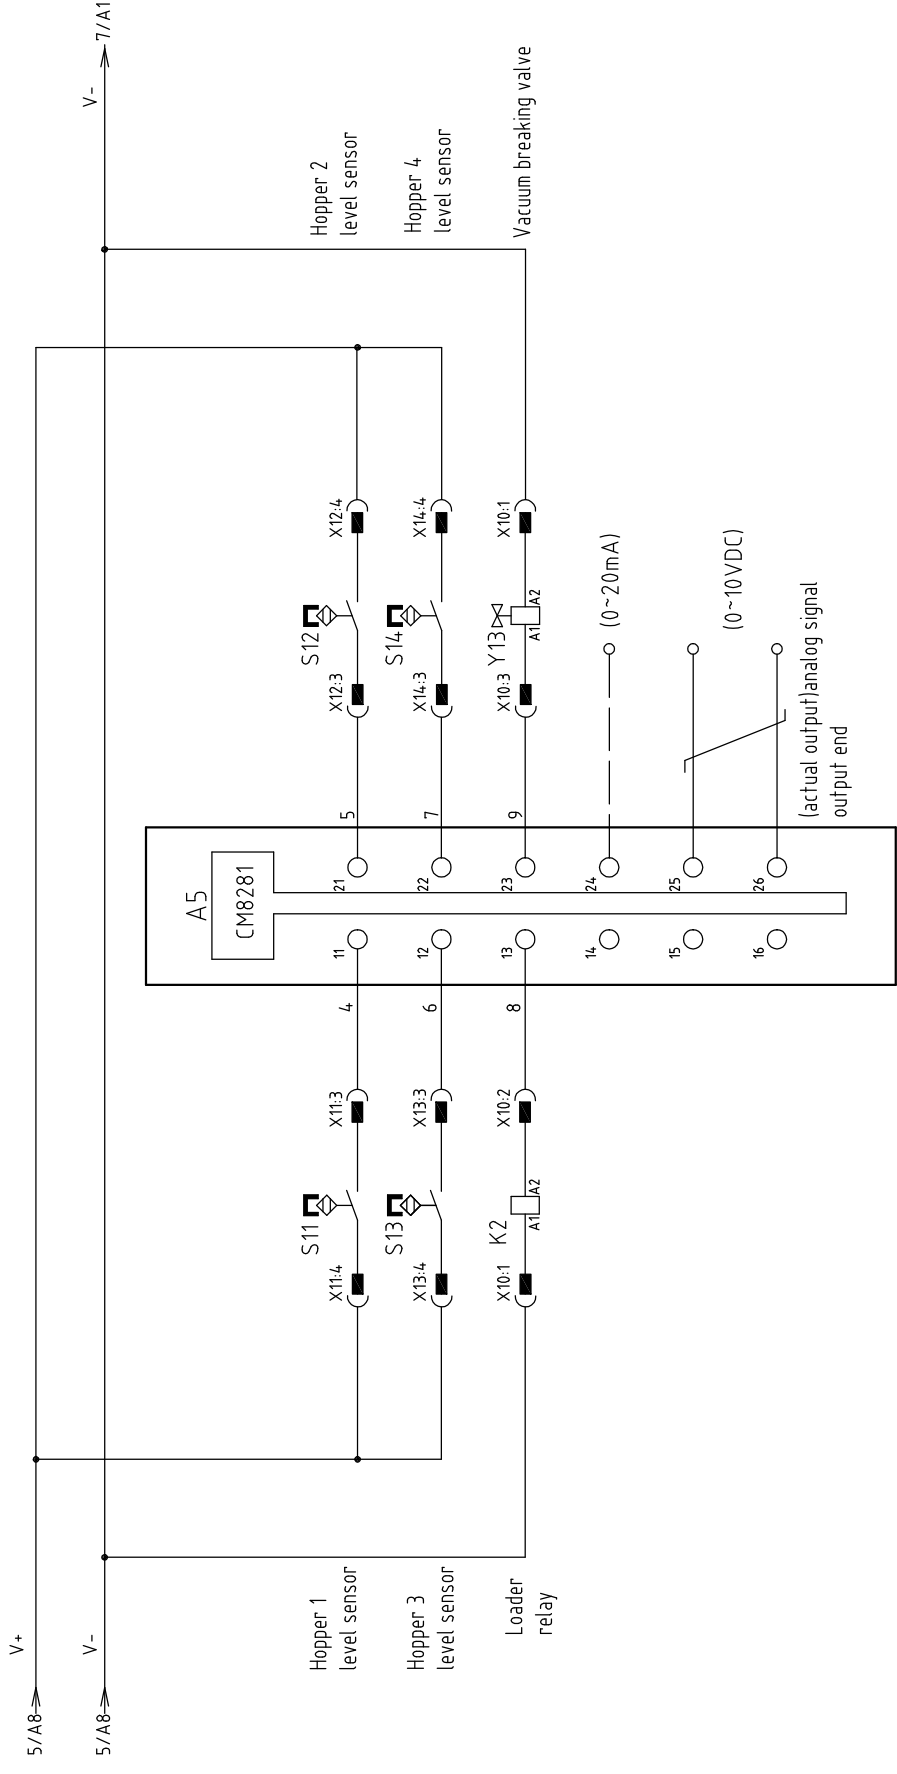 5/A8
V+
5/A8
V-
V-
7/A1
Hopper 1
level sensor
X11:4
S11
X11:3
4
A5
CM8281
11
21
5
X12:3
S12
X12:4
Hopper 2
level sensor
Hopper 3
level sensor
X13:4
S13
X13:3
6
12
22
7
X14:3
S14
X14:4
Hopper 4
level sensor
Loader
relay
X10:1
K2
A1
A2
X10:2
8
13
23
9
X10:3
Y13
A1
A2
X10:1
Vacuum breaking valve
14
24
(0~20mA)
15
25
(0~10VDC)
16
26
(actual output)analog signal
output end